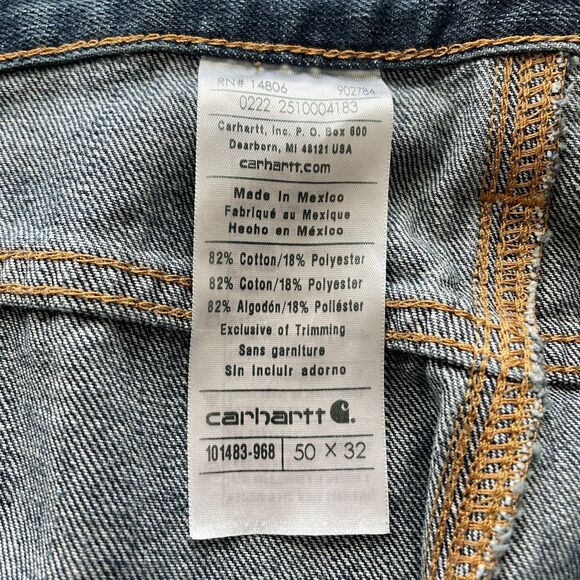 RN# 14806 902784
0222 2510004183
Carhartt, Inc. P. O. Box 600
Dearborn, MI 48121 USA
carhartt.com
Made in Mexico
Fabriqué au Mexique
Hecho en México
82% Cotton/18% Polyester
82% Coton/18% Polyester
82% Algodón/18% Poliéster
Exclusive of Trimming
Sans garniture
Sin incluir adorno
carhartt
101483-968 50 × 32